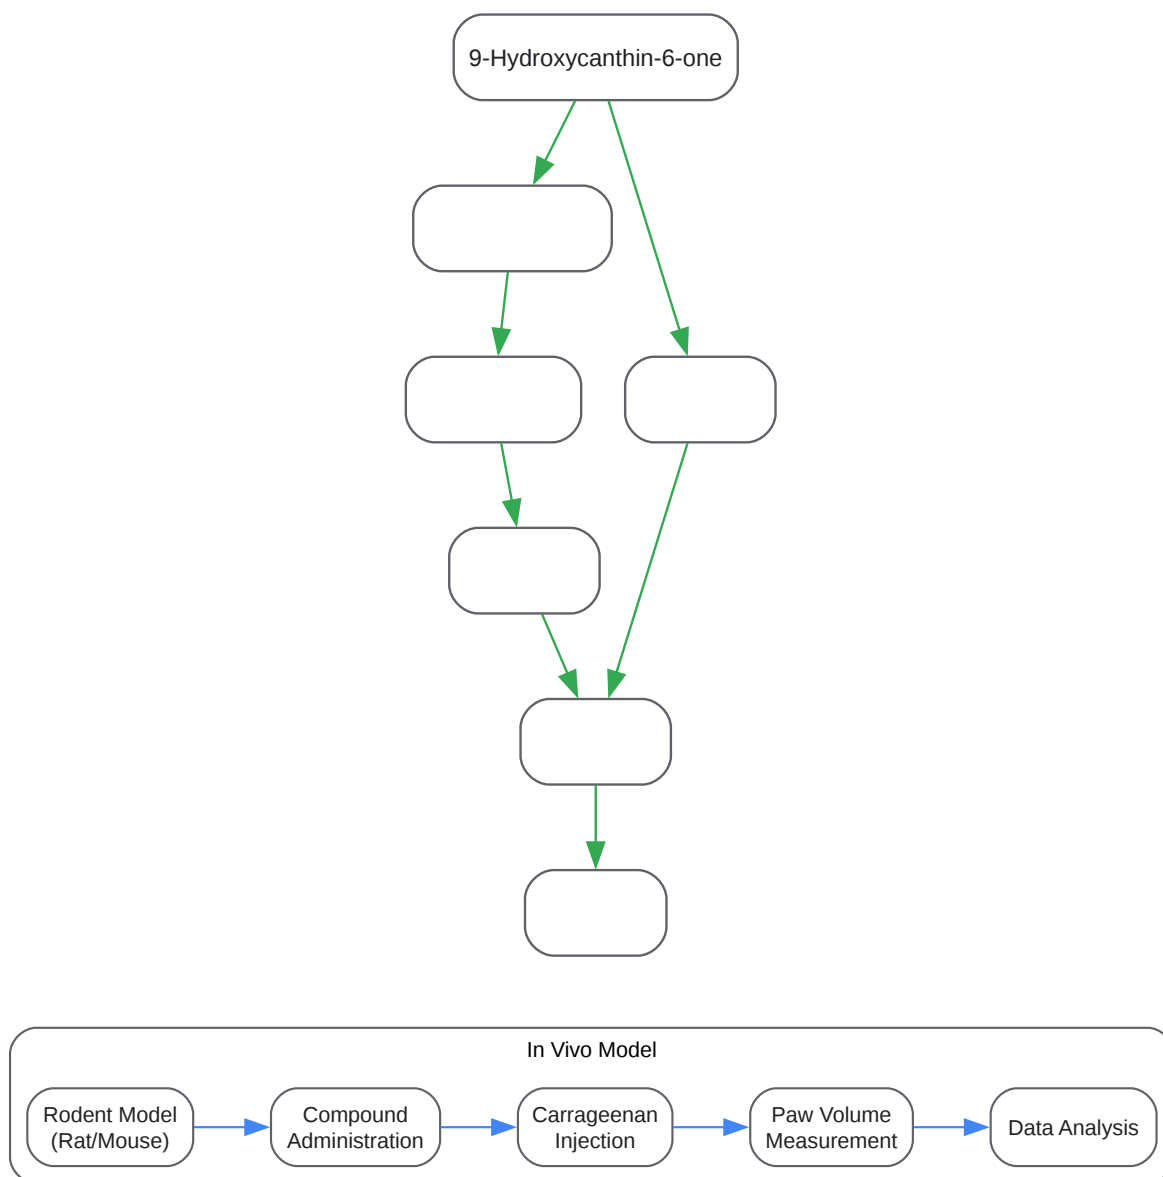 9-Hydroxycanthin-6-one
In Vivo Model
Rodent Model
(Rat/Mouse)
Compound
Administration
Carrageenan
Injection
Paw Volume
Measurement
Data Analysis